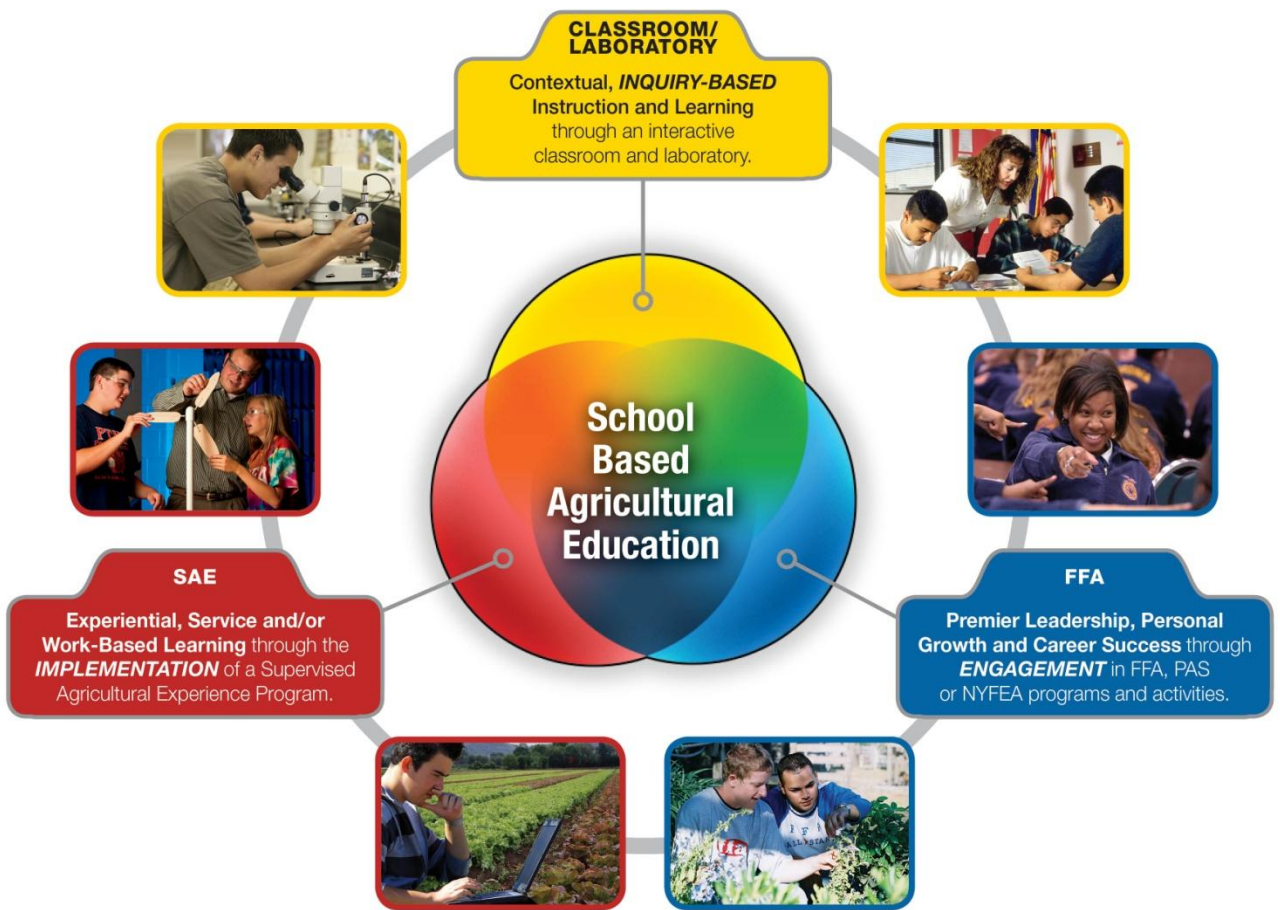 CLASSROOM/
LABORATORY
Contextual, INQUIRY-BASED
Instruction and Learning
through an interactive
classroom and laboratory.
School
Based
Agricultural
Education
SAE
Experiential, Service and/or
Work-Based Learning through the
IMPLEMENTATION of a Supervised
Agricultural Experience Program.
FFA
Premier Leadership, Personal
Growth and Career Success through
ENGAGEMENT in FFA, PAS
or NYFEA programs and activities.